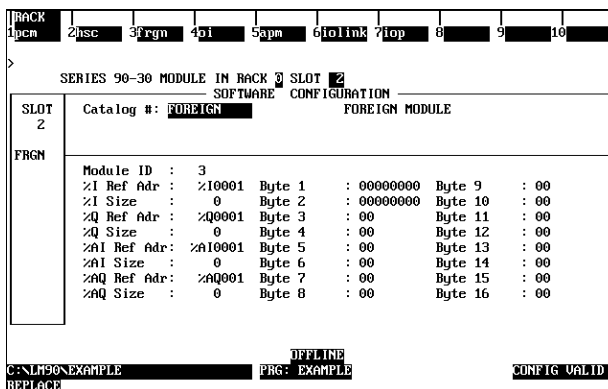 RACK
1pcm 2hsc 3frgn 4oi 5apm 6iolink 7iop 8 9 10
>
SERIES 90-30 MODULE IN RACK 0 SLOT 2
SOFTWARE CONFIGURATION
SLOT Catalog #: FOREIGN FOREIGN MODULE
2
FRGN
Module ID : 3
%I Ref Adr : %I0001 Byte 1 : 00000000 Byte 9 : 00
%I Size : 0 Byte 2 : 00000000 Byte 10 : 00
%Q Ref Adr : %Q0001 Byte 3 : 00 Byte 11 : 00
%Q Size : 0 Byte 4 : 00 Byte 12 : 00
%AI Ref Adr: %AI0001 Byte 5 : 00 Byte 13 : 00
%AI Size : 0 Byte 6 : 00 Byte 14 : 00
%AQ Ref Adr: %AQ001 Byte 7 : 00 Byte 15 : 00
%AQ Size : 0 Byte 8 : 00 Byte 16 : 00
OFFLINE
C:\LM90\EXAMPLE PRG: EXAMPLE CONFIG VALID
REPLACE